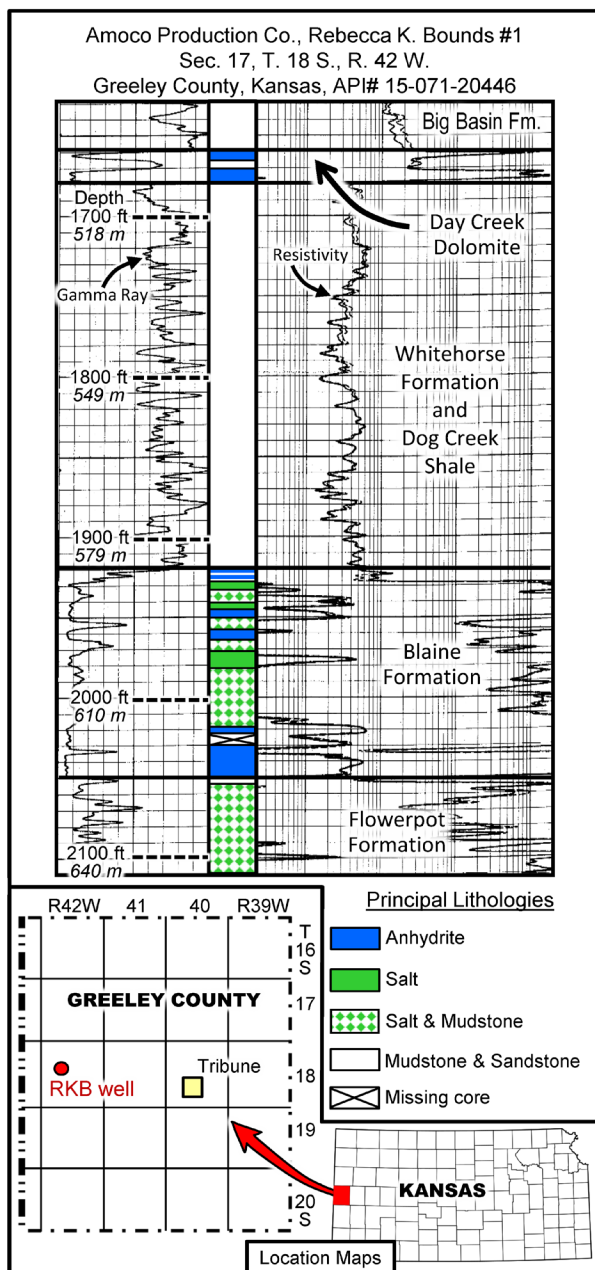 Amoco Production Co., Rebecca K. Bounds #1
Sec. 17, T. 18 S., R. 42 W.
Greeley County, Kansas, API# 15-071-20446
Big Basin Fm.
Day Creek
Dolomite
Depth
1700 ft
518 m
Gamma Ray
Resistivity
1800 ft
549 m
Whitehorse
Formation
and
Dog Creek
Shale
1900 ft
579 m
Blaine
Formation
2000 ft
610 m
Flowerpot
Formation
2100 ft
640 m
R42W 41 40 R39W
T
16
S
17
18
19
20
S
GREELEY COUNTY
Tribune
RKB well
Principal Lithologies
Anhydrite
Salt
Salt & Mudstone
Mudstone & Sandstone
Missing core
KANSAS
Location Maps